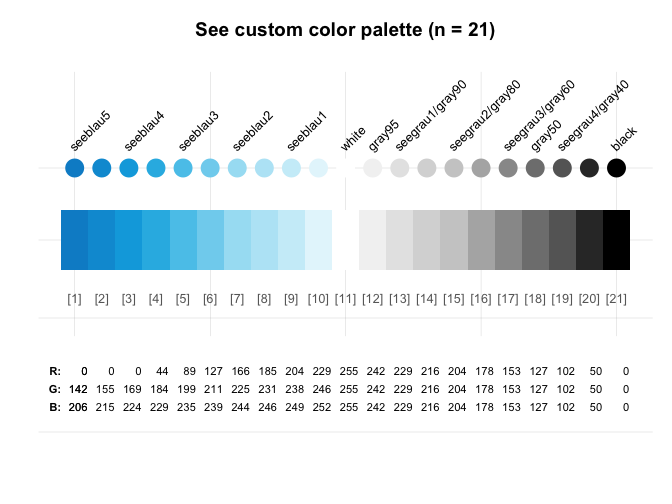 See custom color palette (n = 21)
seeblau5 seeblau4 seeblau3 seeblau2 seeblau1 white gray95 seegrau1/gray90 seegrau2/gray80 seegrau3/gray60 gray50 seegrau4/gray40 black
[1] [2] [3] [4] [5] [6] [7] [8] [9] [10] [11] [12] [13] [14] [15] [16] [17] [18] [19] [20] [21]
R: 0 0 0 44 89 127 166 185 204 229 255 242 229 216 204 178 153 127 102 50 0
G: 142 155 169 184 199 211 225 231 238 246 255 242 229 216 204 178 153 127 102 50 0
B: 206 215 224 229 235 239 244 246 249 252 255 242 229 216 204 178 153 127 102 50 0